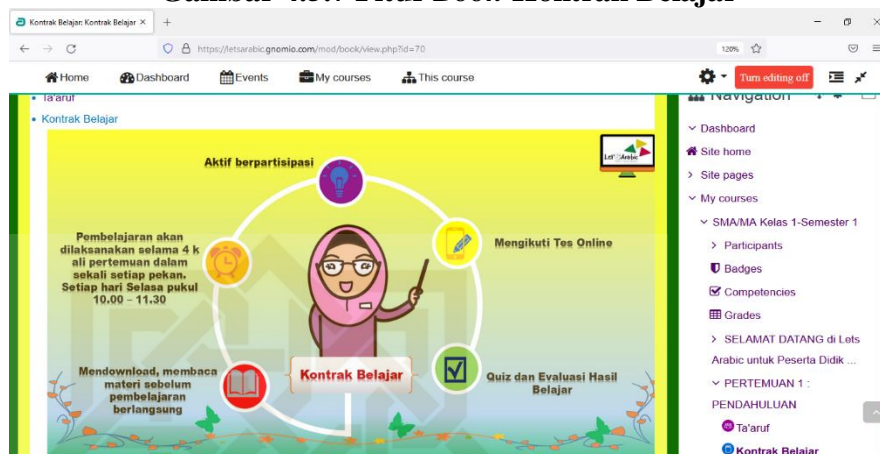 Kontrak Belajar: Kontrak Belajar
https://letsarabic.gnomio.com/mod/book/view.php?id=70
120%
Home
Dashboard
Events
My courses
This course
Turn editing off
Ta'aruf
Kontrak Belajar
Aktif berpartisipasi
Pembelajaran akan
dilaksanakan selama 4 k
ali pertemuan dalam
sekali setiap pekan.
Setiap hari Selasa pukul
10.00 – 11.30
Mengikuti Tes Online
Mendownload, membaca
materi sebelum
pembelajaran
berlangsung
Kontrak Belajar
Quiz dan Evaluasi Hasil
Belajar
Navigation
Dashboard
Site home
Site pages
My courses
SMA/MA Kelas 1-Semester 1
Participants
Badges
Competencies
Grades
SELAMAT DATANG di Lets
Arabic untuk Peserta Didik ...
PERTEMUAN 1 :
PENDAHULUAN
Ta'aruf
Kontrak Belajar